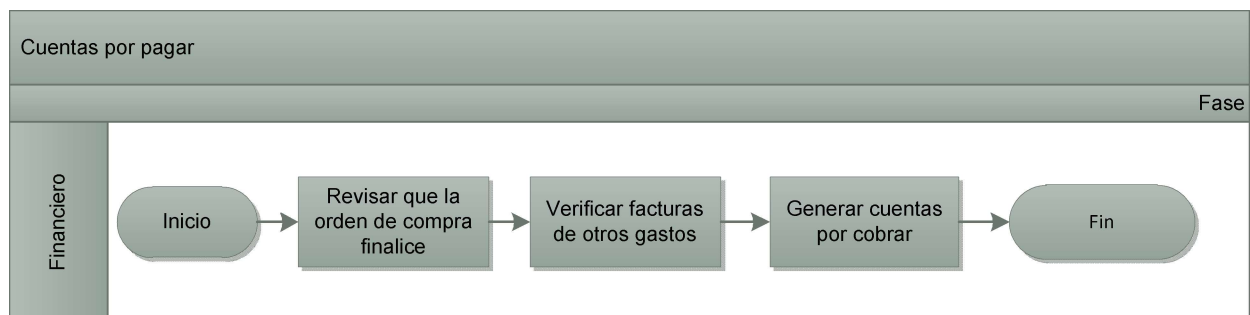 Cuentas por pagar
Fase
Financiero
Inicio
Revisar que la
orden de compra
finalice
Verificar facturas
de otros gastos
Generar cuentas
por cobrar
Fin